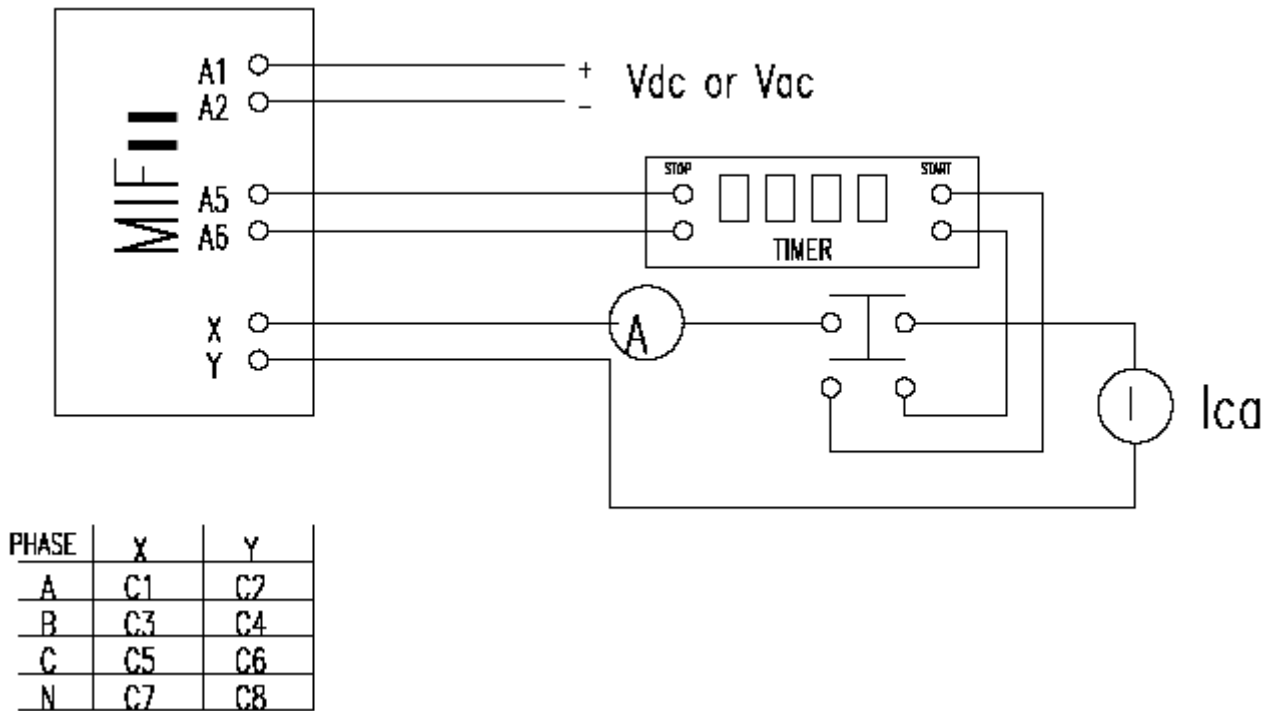 MIFII
A1
+
Vdc or Vac
A2
-
STOP
START
A5
A6
TIMER
X
A
Y
I
Ica
PHASE X Y
A C1 C2
B C3 C4
C C5 C6
N C7 C8